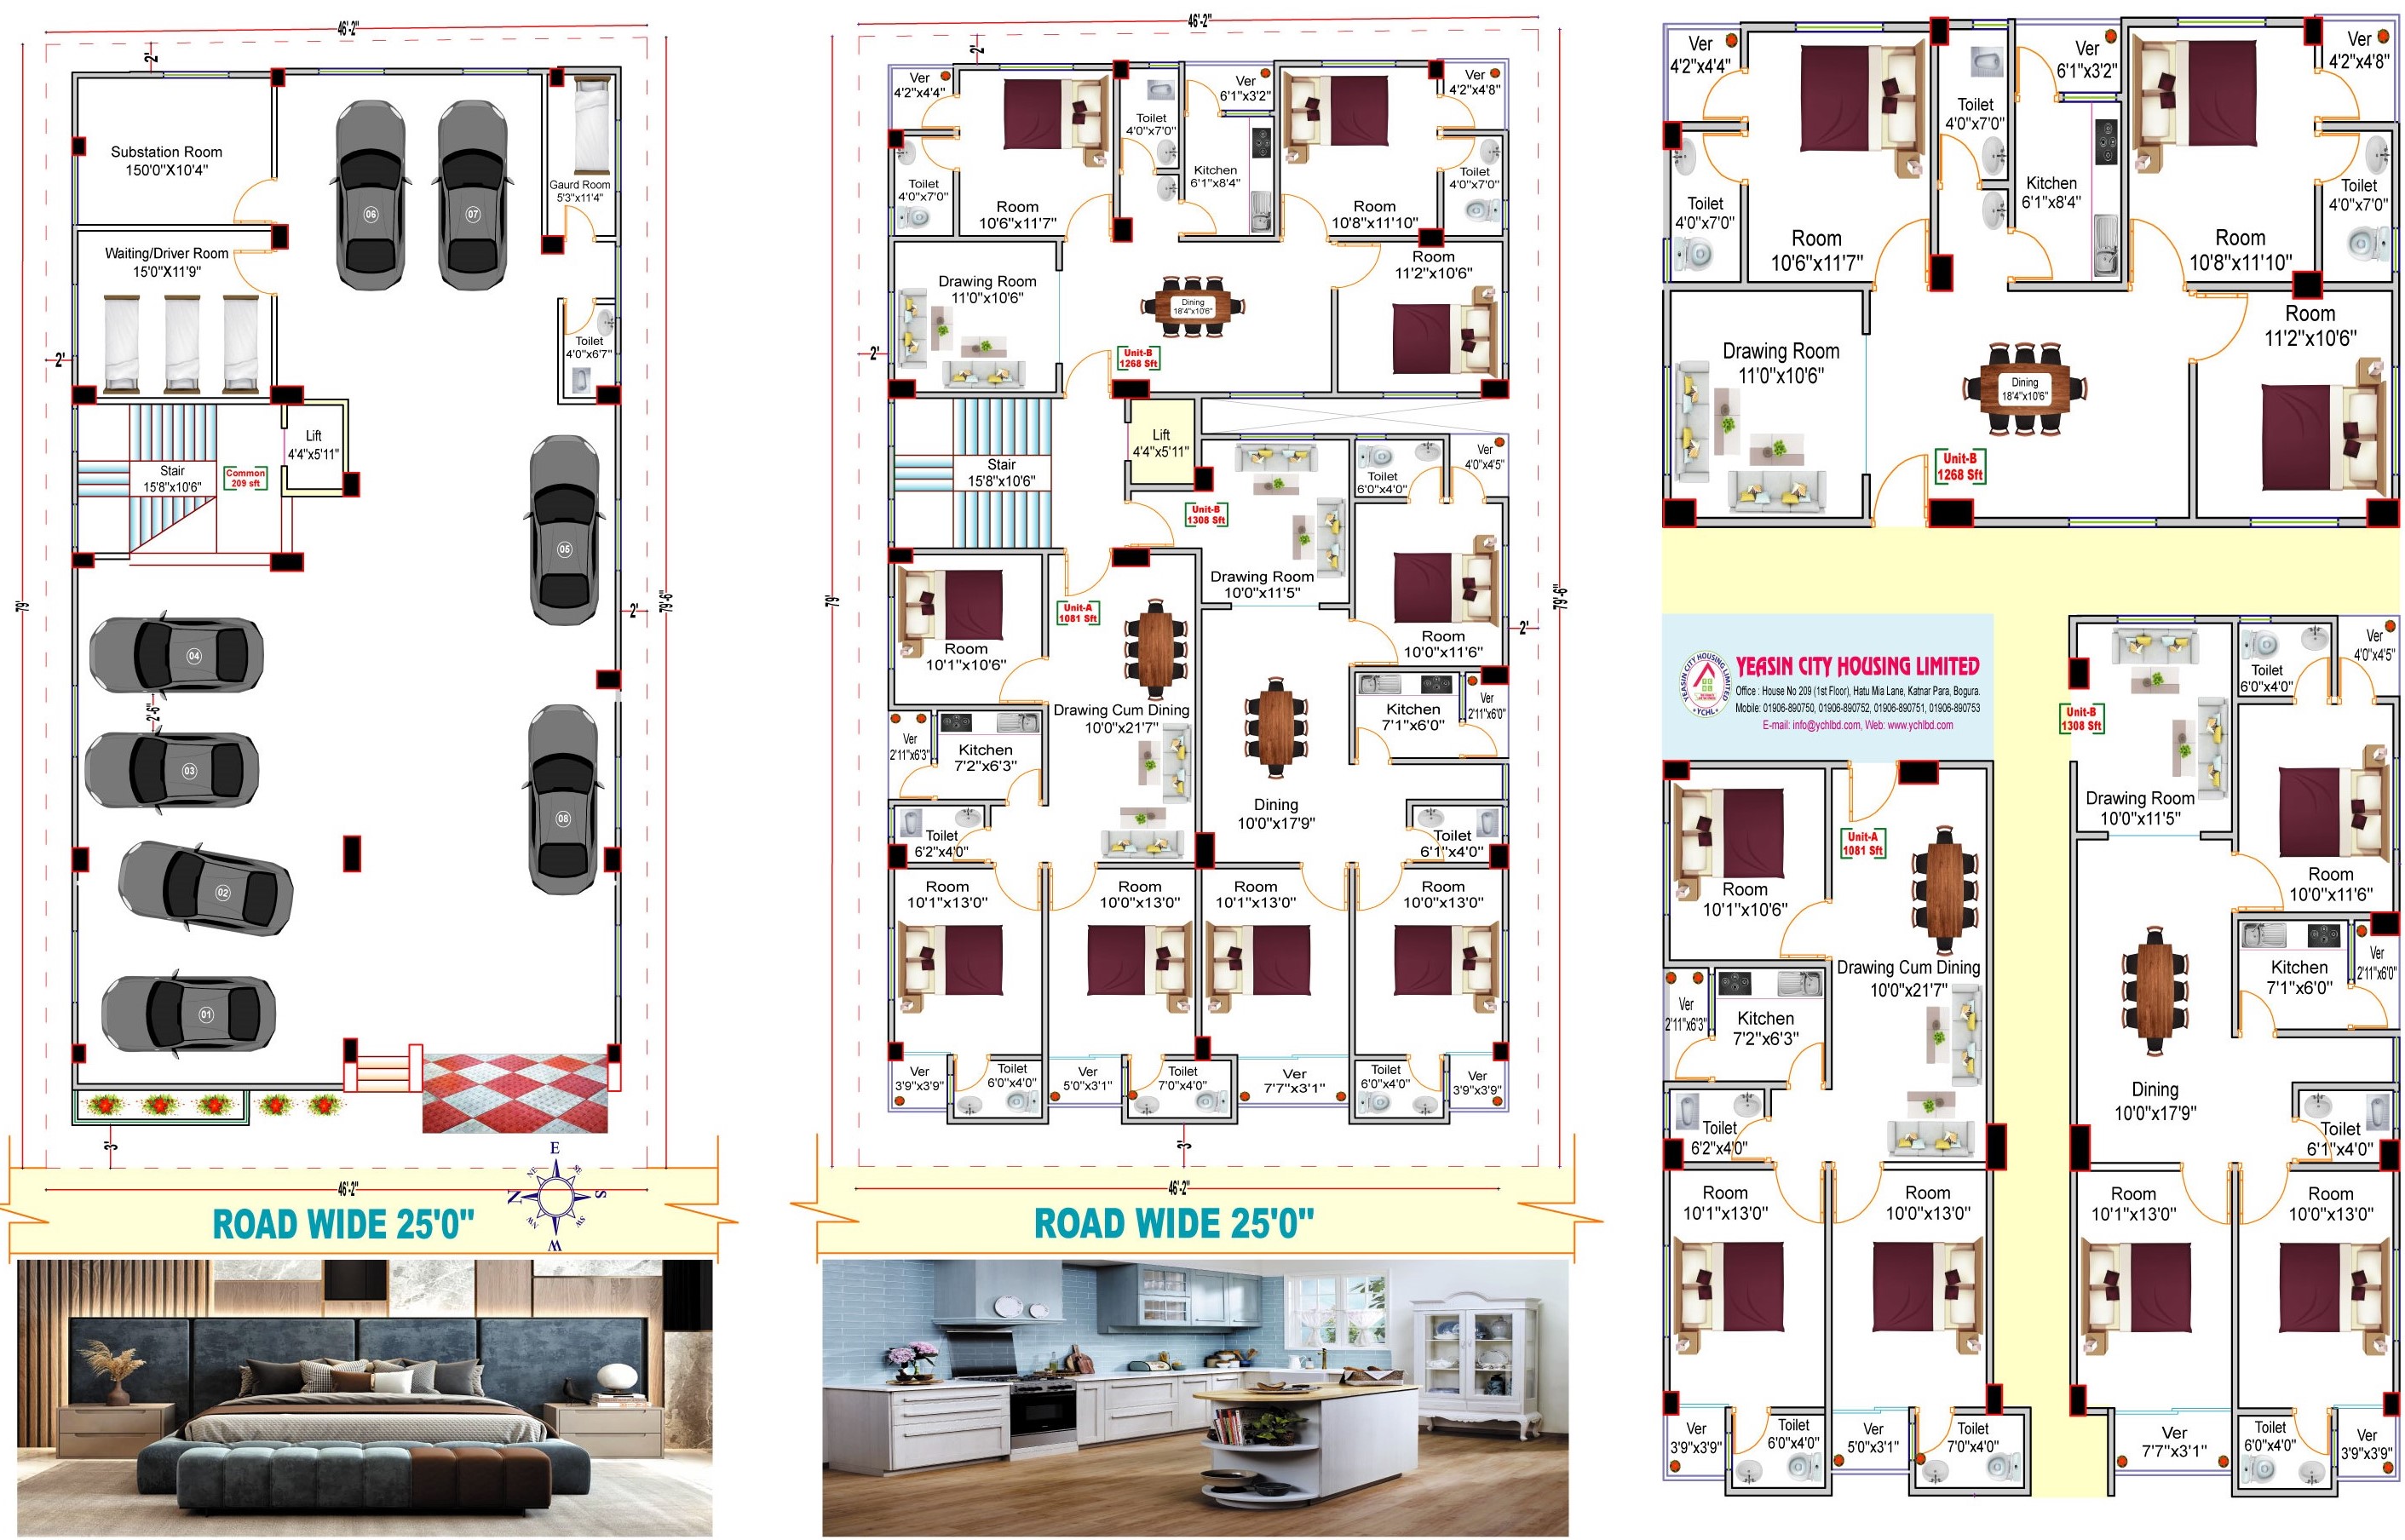 46'-2"
2'
Substation Room
150'0"X10'4"
06
07
Gaurd Room
5'3"x11'4"
Waiting/Driver Room
15'0"X11'9"
2'
Toilet
4'0"x6'7"
Lift
4'4"x5'11"
Stair
15'8"x10'6"
Common
209 sft
05
79'
2'
79'-6"
04
2'-6"
03
08
02
01
3'
46'-2"
ROAD WIDE 25'0"
E
SE
S
SW
W
NW
N
NE
46'-2"
2'
Ver
4'2"x4'4"
Toilet
4'0"x7'0"
Ver
6'1"x3'2"
Ver
4'2"x4'8"
Toilet
4'0"x7'0"
Room
10'6"x11'7"
Kitchen
6'1"x8'4"
Room
10'8"x11'10"
Toilet
4'0"x7'0"
Drawing Room
11'0"x10'6"
Dining
18'4"x10'6"
Room
11'2"x10'6"
2'
Unit-B
1268 Sft
Stair
15'8"x10'6"
Lift
4'4"x5'11"
Unit-B
1308 Sft
Toilet
6'0"x4'0"
Ver
4'0"x4'5"
Drawing Room
10'0"x11'5"
79'
79'-6"
2'
Unit-A
1081 Sft
Room
10'1"x10'6"
Room
10'0"x11'6"
Drawing Cum Dining
10'0"x21'7"
Ver
2'11"x6'3"
Kitchen
7'2"x6'3"
Kitchen
7'1"x6'0"
Ver
2'11"x6'0"
Dining
10'0"x17'9"
Toilet
6'2"x4'0"
Toilet
6'1"x4'0"
Room
10'1"x13'0"
Room
10'0"x13'0"
Room
10'1"x13'0"
Room
10'0"x13'0"
Ver
3'9"x3'9"
Toilet
6'0"x4'0"
Ver
5'0"x3'1"
Toilet
7'0"x4'0"
Ver
7'7"x3'1"
Toilet
6'0"x4'0"
Ver
3'9"x3'9"
3'
46'-2"
ROAD WIDE 25'0"
Ver
4'2"x4'4"
Toilet
4'0"x7'0"
Ver
6'1"x3'2"
Ver
4'2"x4'8"
Toilet
4'0"x7'0"
Room
10'6"x11'7"
Kitchen
6'1"x8'4"
Room
10'8"x11'10"
Toilet
4'0"x7'0"
Drawing Room
11'0"x10'6"
Dining
18'4"x10'6"
Room
11'2"x10'6"
Unit-B
1268 Sft
YEASIN CITY HOUSING LIMITED
YCHL
YEASIN CITY HOUSING LIMITED
Office : House No 209 (1st Floor), Hatu Mia Lane, Katnar Para, Bogura.
Mobile: 01906-890750, 01906-890752, 01906-890751, 01906-890753
E-mail: info@ychlbd.com, Web: www.ychlbd.com
Toilet
6'0"x4'0"
Ver
4'0"x4'5"
Unit-B
1308 Sft
Drawing Room
10'0"x11'5"
Unit-A
1081 Sft
Room
10'1"x10'6"
Room
10'0"x11'6"
Drawing Cum Dining
10'0"x21'7"
Ver
2'11"x6'3"
Kitchen
7'2"x6'3"
Kitchen
7'1"x6'0"
Ver
2'11"x6'0"
Dining
10'0"x17'9"
Toilet
6'2"x4'0"
Toilet
6'1"x4'0"
Room
10'1"x13'0"
Room
10'0"x13'0"
Room
10'1"x13'0"
Room
10'0"x13'0"
Ver
3'9"x3'9"
Toilet
6'0"x4'0"
Ver
5'0"x3'1"
Toilet
7'0"x4'0"
Ver
7'7"x3'1"
Toilet
6'0"x4'0"
Ver
3'9"x3'9"